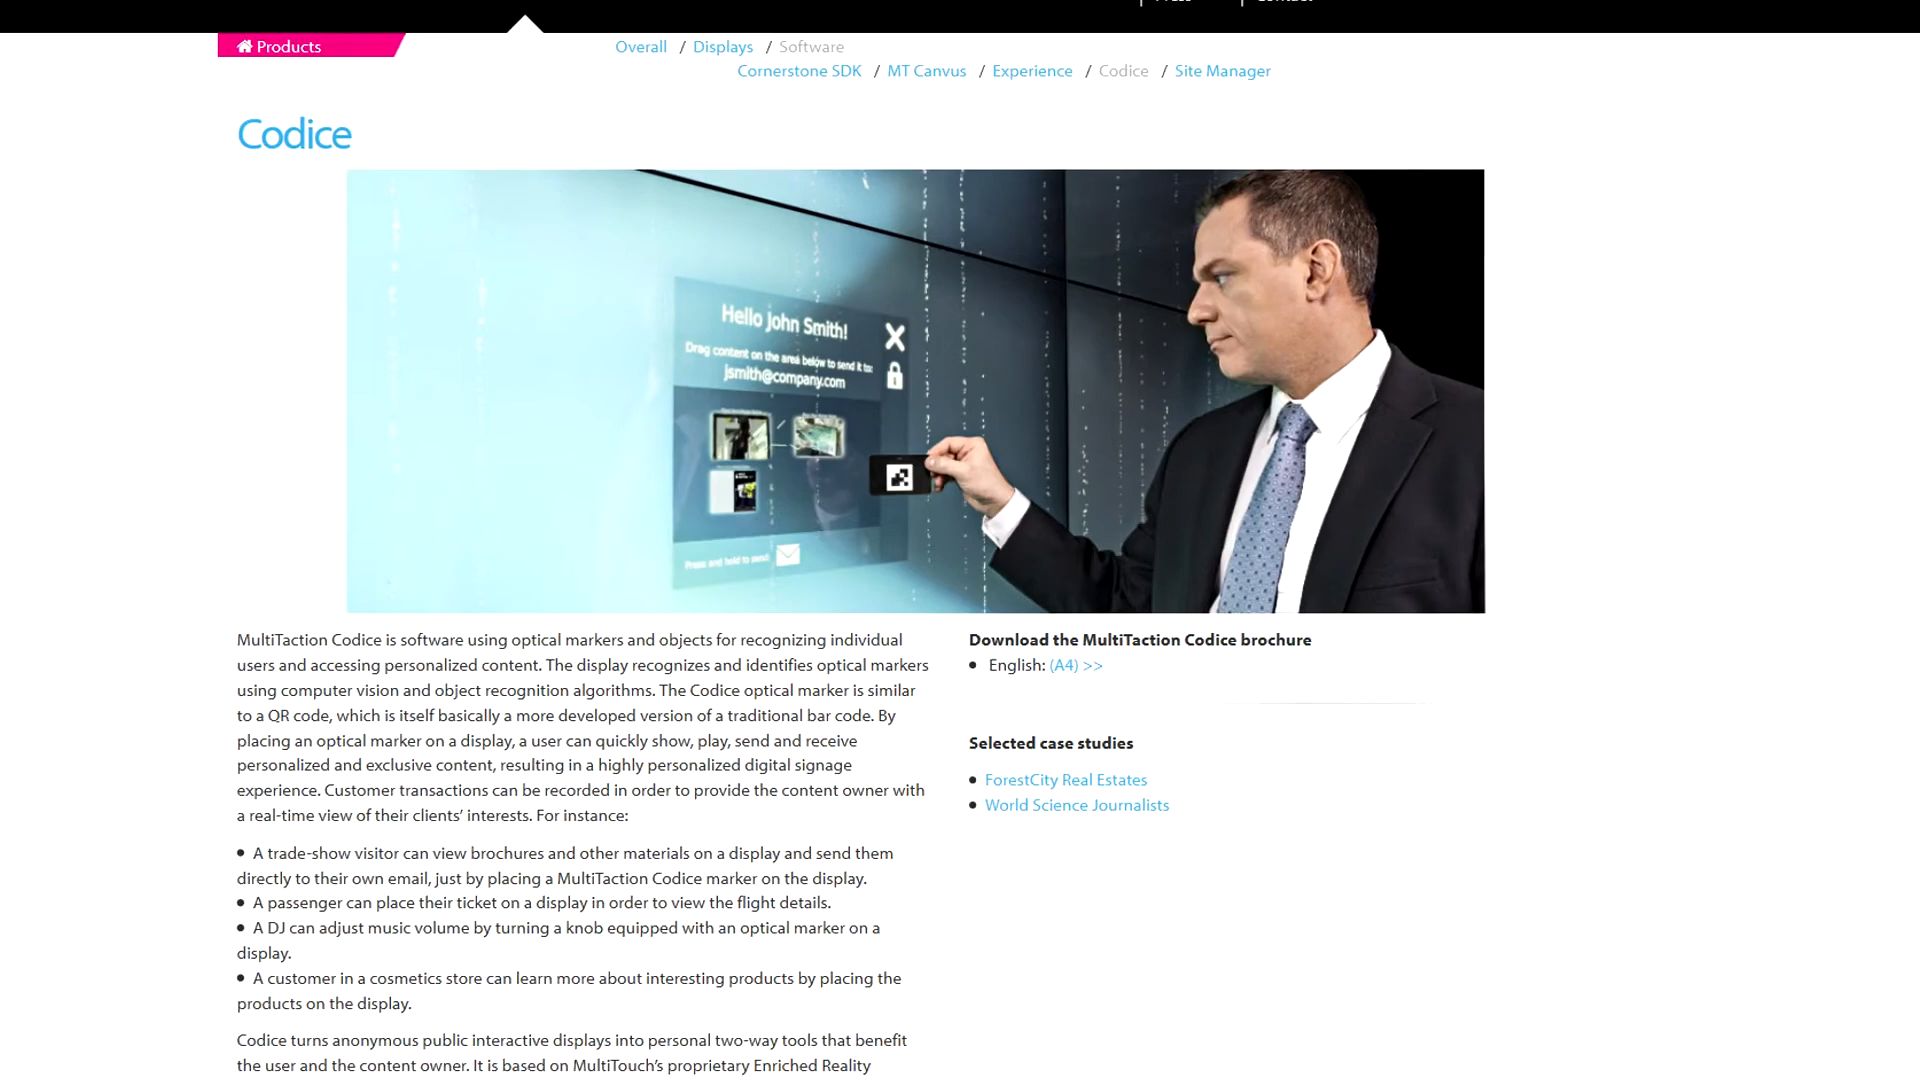 Products
Overall / Displays / Software
Cornerstone SDK / MT Canvus / Experience / Codice / Site Manager
Codice
Hello John Smith!
Drag content on the area below to send it to:
jsmith@company.com
Press and hold to send:
MultiTaction Codice is software using optical markers and objects for recognizing individual
users and accessing personalized content. The display recognizes and identifies optical markers
using computer vision and object recognition algorithms. The Codice optical marker is similar
to a QR code, which is itself basically a more developed version of a traditional bar code. By
placing an optical marker on a display, a user can quickly show, play, send and receive
personalized and exclusive content, resulting in a highly personalized digital signage
experience. Customer transactions can be recorded in order to provide the content owner with
a real-time view of their clients’ interests. For instance:
• A trade-show visitor can view brochures and other materials on a display and send them
directly to their own email, just by placing a MultiTaction Codice marker on the display.
• A passenger can place their ticket on a display in order to view the flight details.
• A DJ can adjust music volume by turning a knob equipped with an optical marker on a
display.
• A customer in a cosmetics store can learn more about interesting products by placing the
products on the display.
Codice turns anonymous public interactive displays into personal two-way tools that benefit
the user and the content owner. It is based on MultiTouch’s proprietary Enriched Reality
Download the MultiTaction Codice brochure
• English: (A4) >>
Selected case studies
• ForestCity Real Estates
• World Science Journalists